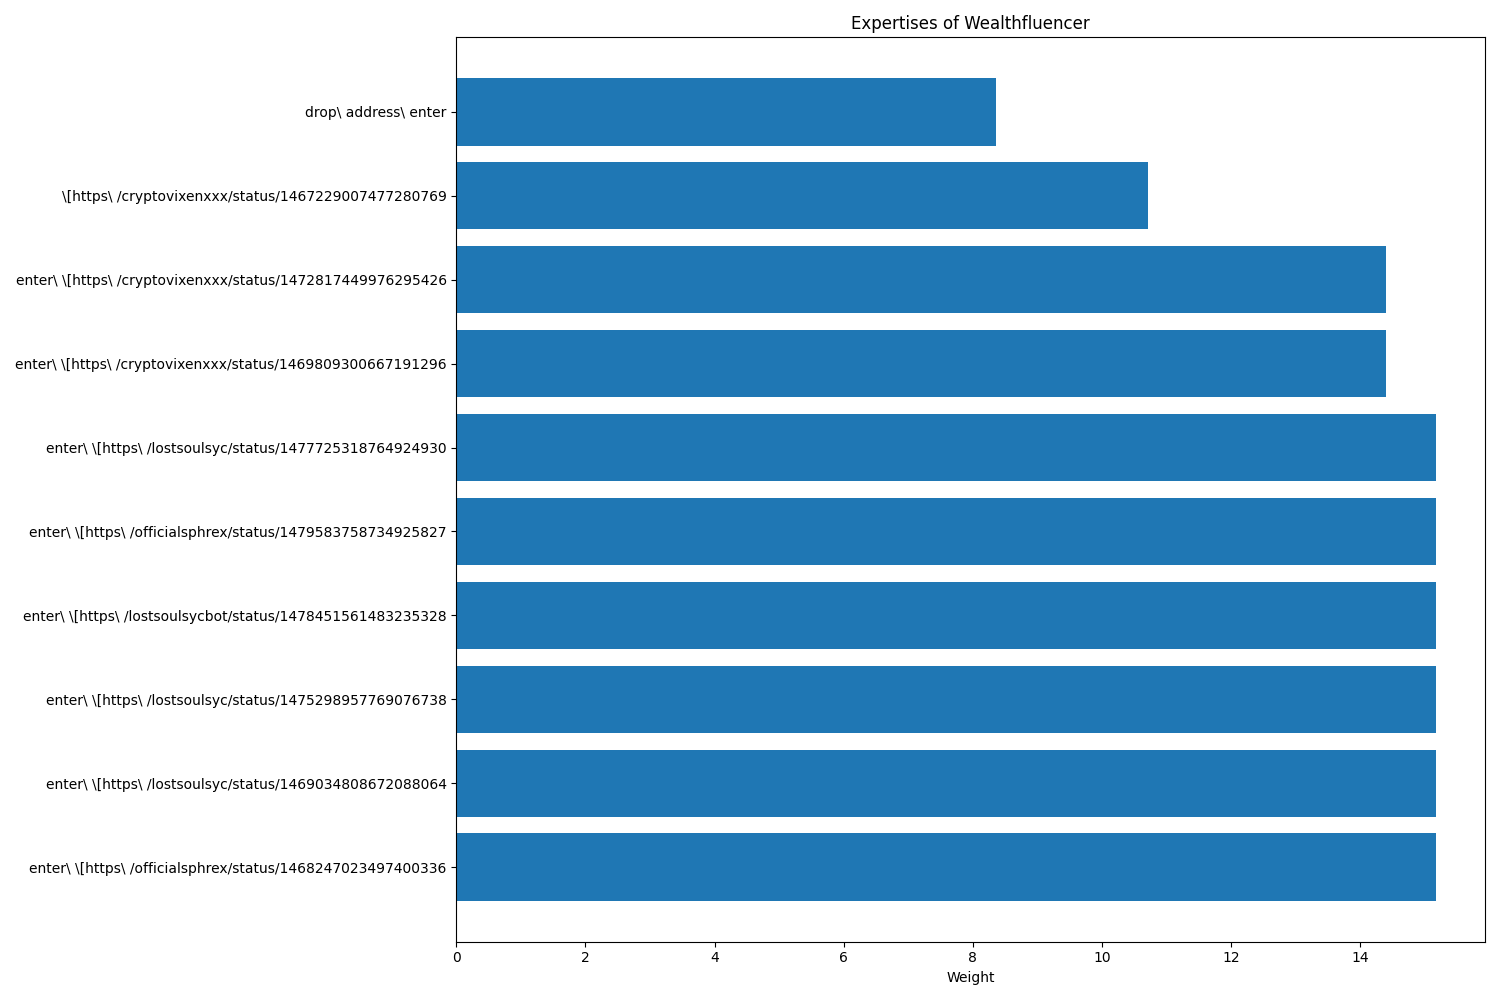 Expertises of Wealthfluencer
drop\ address\ enter
\[https\ /cryptovixenxxx/status/1467229007477280769
enter\ \[https\ /cryptovixenxxx/status/1472817449976295426
enter\ \[https\ /cryptovixenxxx/status/1469809300667191296
enter\ \[https\ /lostsoulsyc/status/1477725318764924930
enter\ \[https\ /officialsphrex/status/1479583758734925827
enter\ \[https\ /lostsoulsycbot/status/1478451561483235328
enter\ \[https\ /lostsoulsyc/status/1475298957769076738
enter\ \[https\ /lostsoulsyc/status/1469034808672088064
enter\ \[https\ /officialsphrex/status/1468247023497400336
0 2 4 6 8 10 12 14
Weight